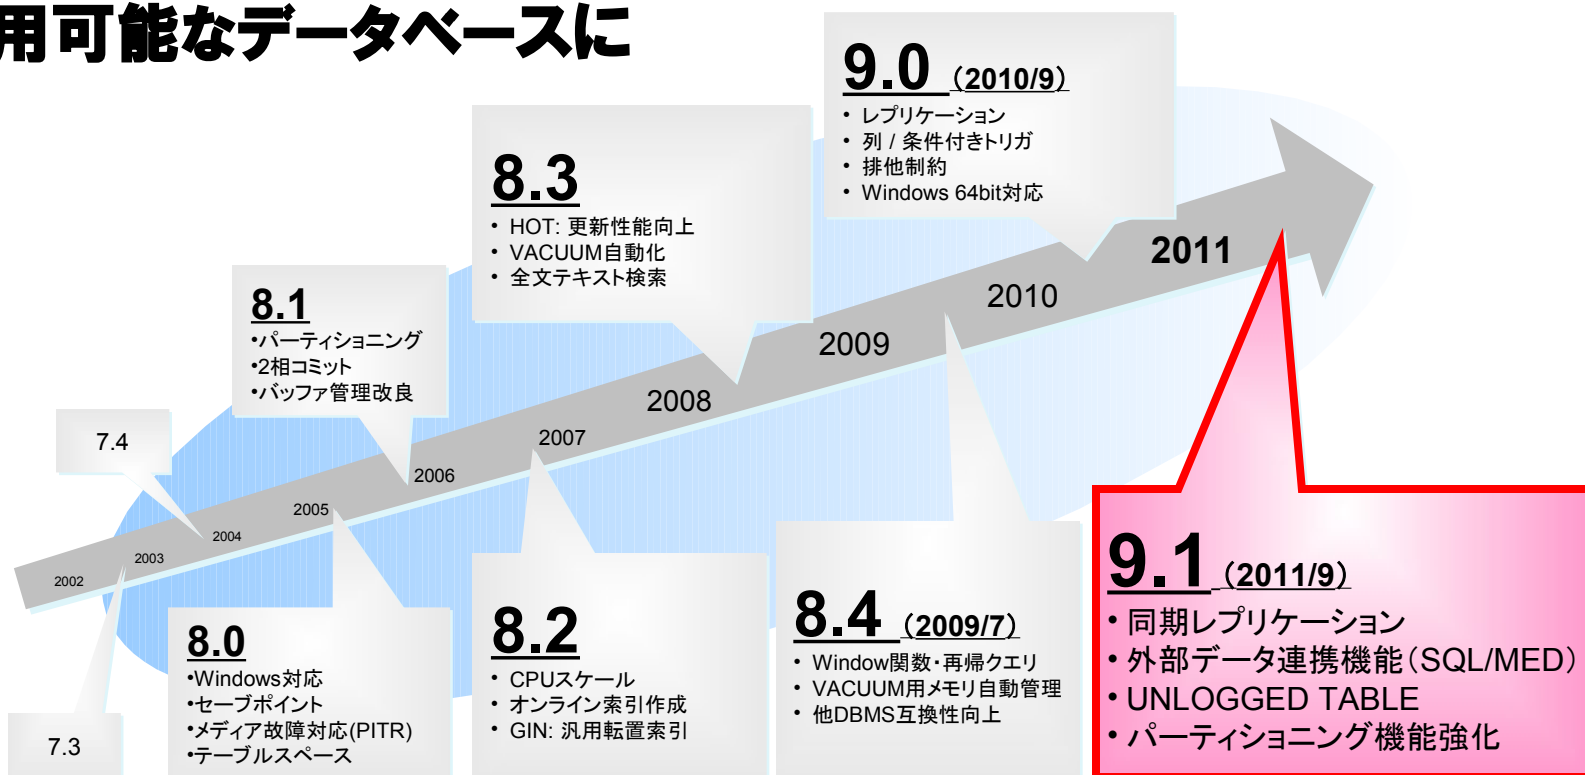 用可能なデータベースに
9.0 (2010/9)
• レプリケーション
• 列 / 条件付きトリガ
• 排他制約
• Windows 64bit対応
8.3
• HOT: 更新性能向上
• VACUUM自動化
• 全文テキスト検索
8.1
•パーティショニング
•2相コミット
•バッファ管理改良
7.4
2002
2003
2004
2005
2006
2007
2008
2009
2010
2011
7.3
8.0
•Windows対応
•セーブポイント
•メディア故障対応(PITR)
•テーブルスペース
8.2
• CPUスケール
• オンライン索引作成
• GIN: 汎用転置索引
8.4 (2009/7)
• Window関数・再帰クエリ
• VACUUM用メモリ自動管理
• 他DBMS互換性向上
9.1 (2011/9)
• 同期レプリケーション
• 外部データ連携機能(SQL/MED)
• UNLOGGED TABLE
• パーティショニング機能強化